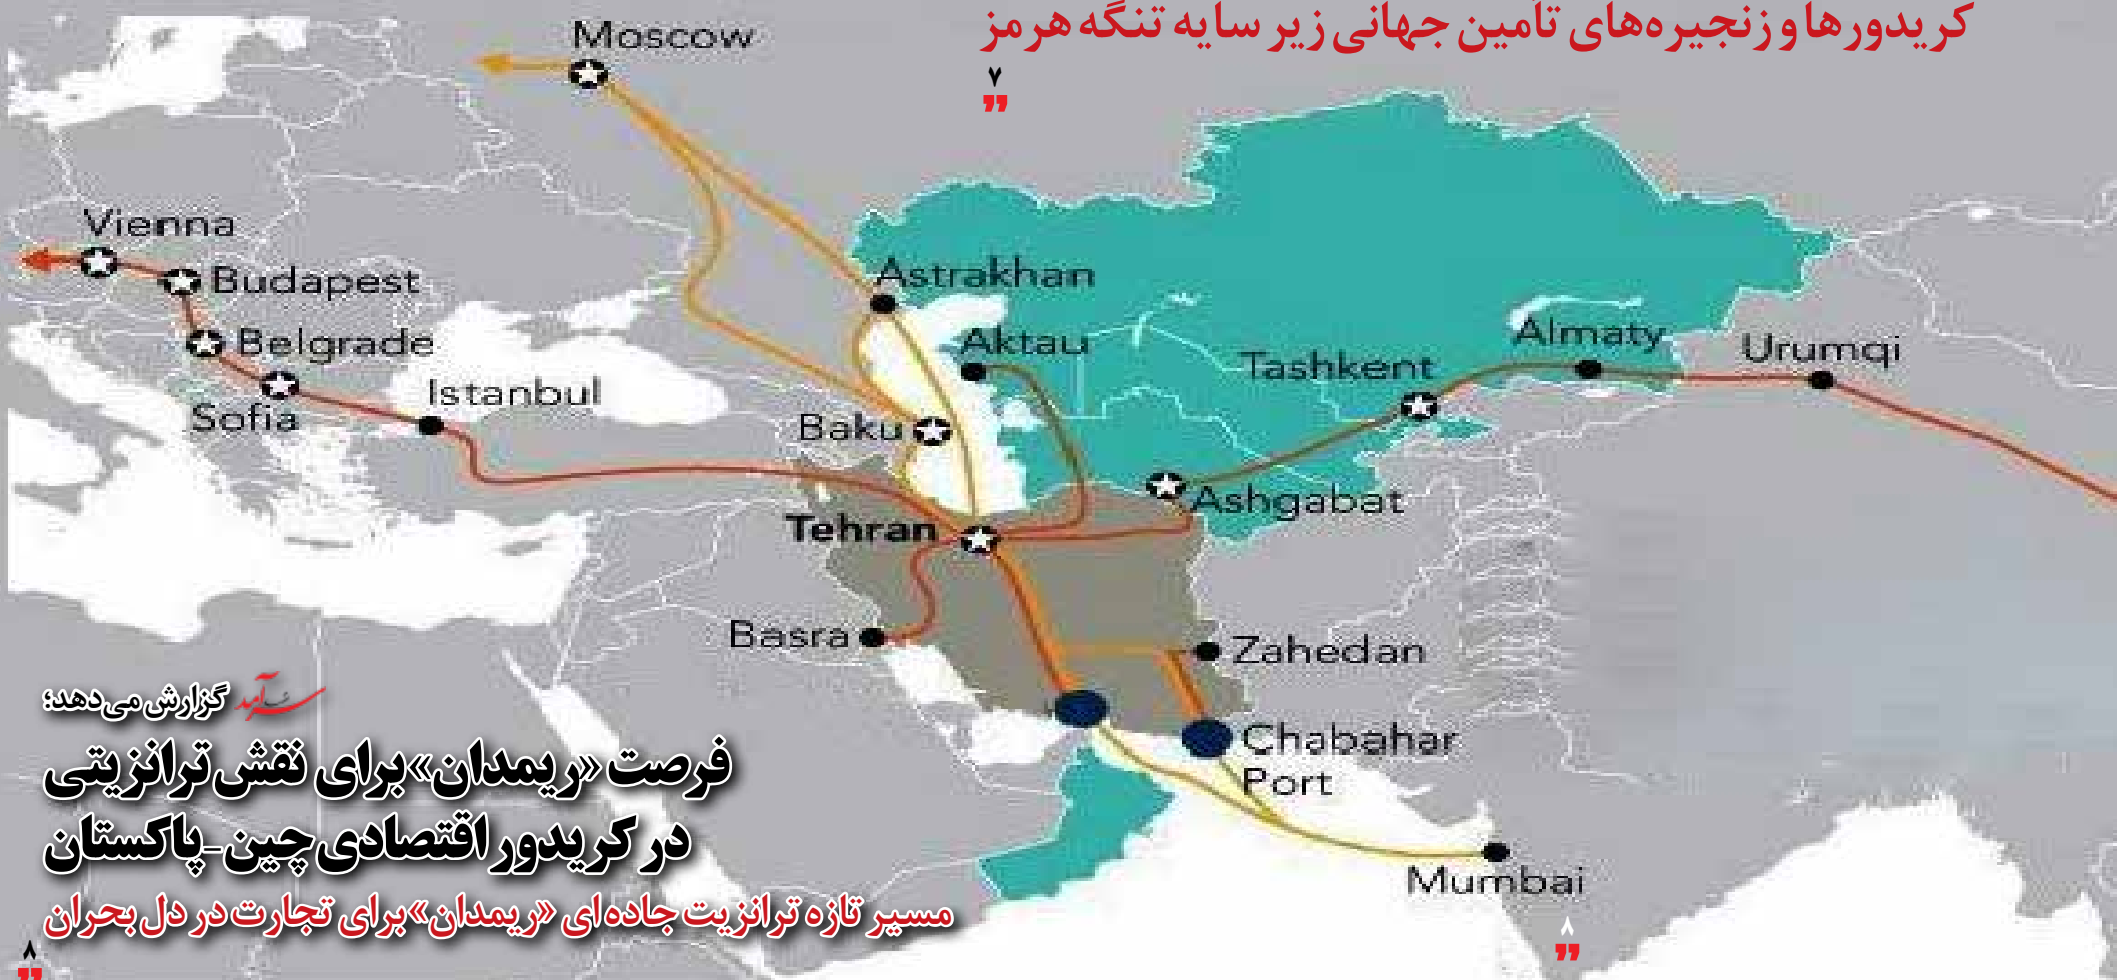 کریدورها و زنجیره‌های تأمین جهانی زیر سایه تنگه هرمز
۷
”
Moscow
Vienna
Budapest
Belgrade
Sofia
Istanbul
Astrakhan
Aktau
Baku
Tashkent
Almaty
Urumqi
Ashgabat
Tehran
Basra
Zahedan
Chabahar
Port
Mumbai
سرآمد گزارش می‌دهد؛
فرصت «ریمدان» برای نقش ترانزیتی
در کریدور اقتصادی چین-پاکستان
مسیر تازه ترانزیت جاده‌ای «ریمدان» برای تجارت در دل بحران
۸
”
۸
”